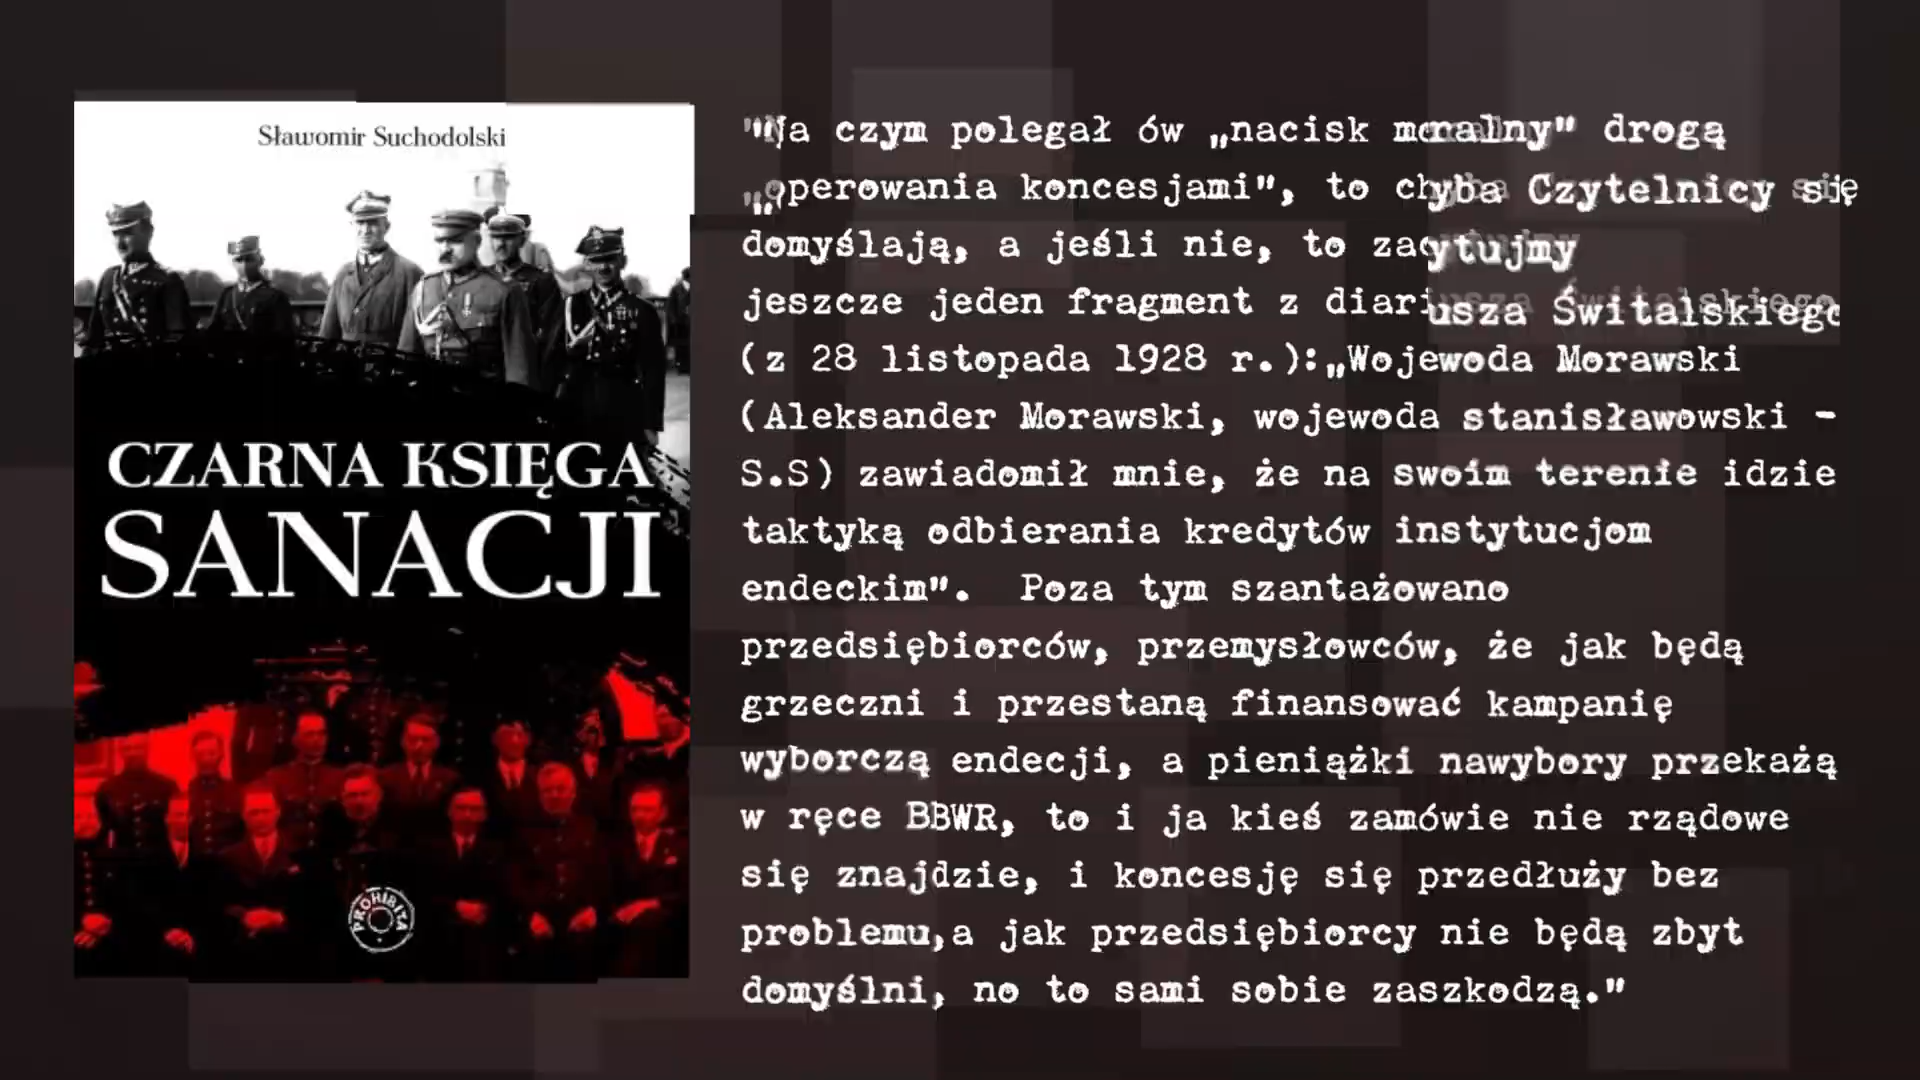 Sławomir Suchodolski
CZARNA KSIĘGA
SANACJI
PROHIBITA
"Na czym polegał ów „nacisk moralny" drogą
„operowania koncesjami", to chyba Czytelnicy się
domyślają, a jeśli nie, to zacytujmy
jeszcze jeden fragment z diariusza Świtalskiego
(z 28 listopada 1928 r.):„Wojewoda Morawski
(Aleksander Morawski, wojewoda stanisławowski –
S.S) zawiadomił mnie, że na swoim terenie idzie
taktyką odbierania kredytów instytucjom
endeckim".  Poza tym szantażowano
przedsiębiorców, przemysłowców, że jak będą
grzeczni i przestaną finansować kampanię
wyborczą endecji, a pieniążki nawybory przekażą
w ręce BBWR, to i ja kieś zamówie nie rządowe
się znajdzie, i koncesję się przedłuży bez
problemu,a jak przedsiębiorcy nie będą zbyt
domyślni, no to sami sobie zaszkodzą."